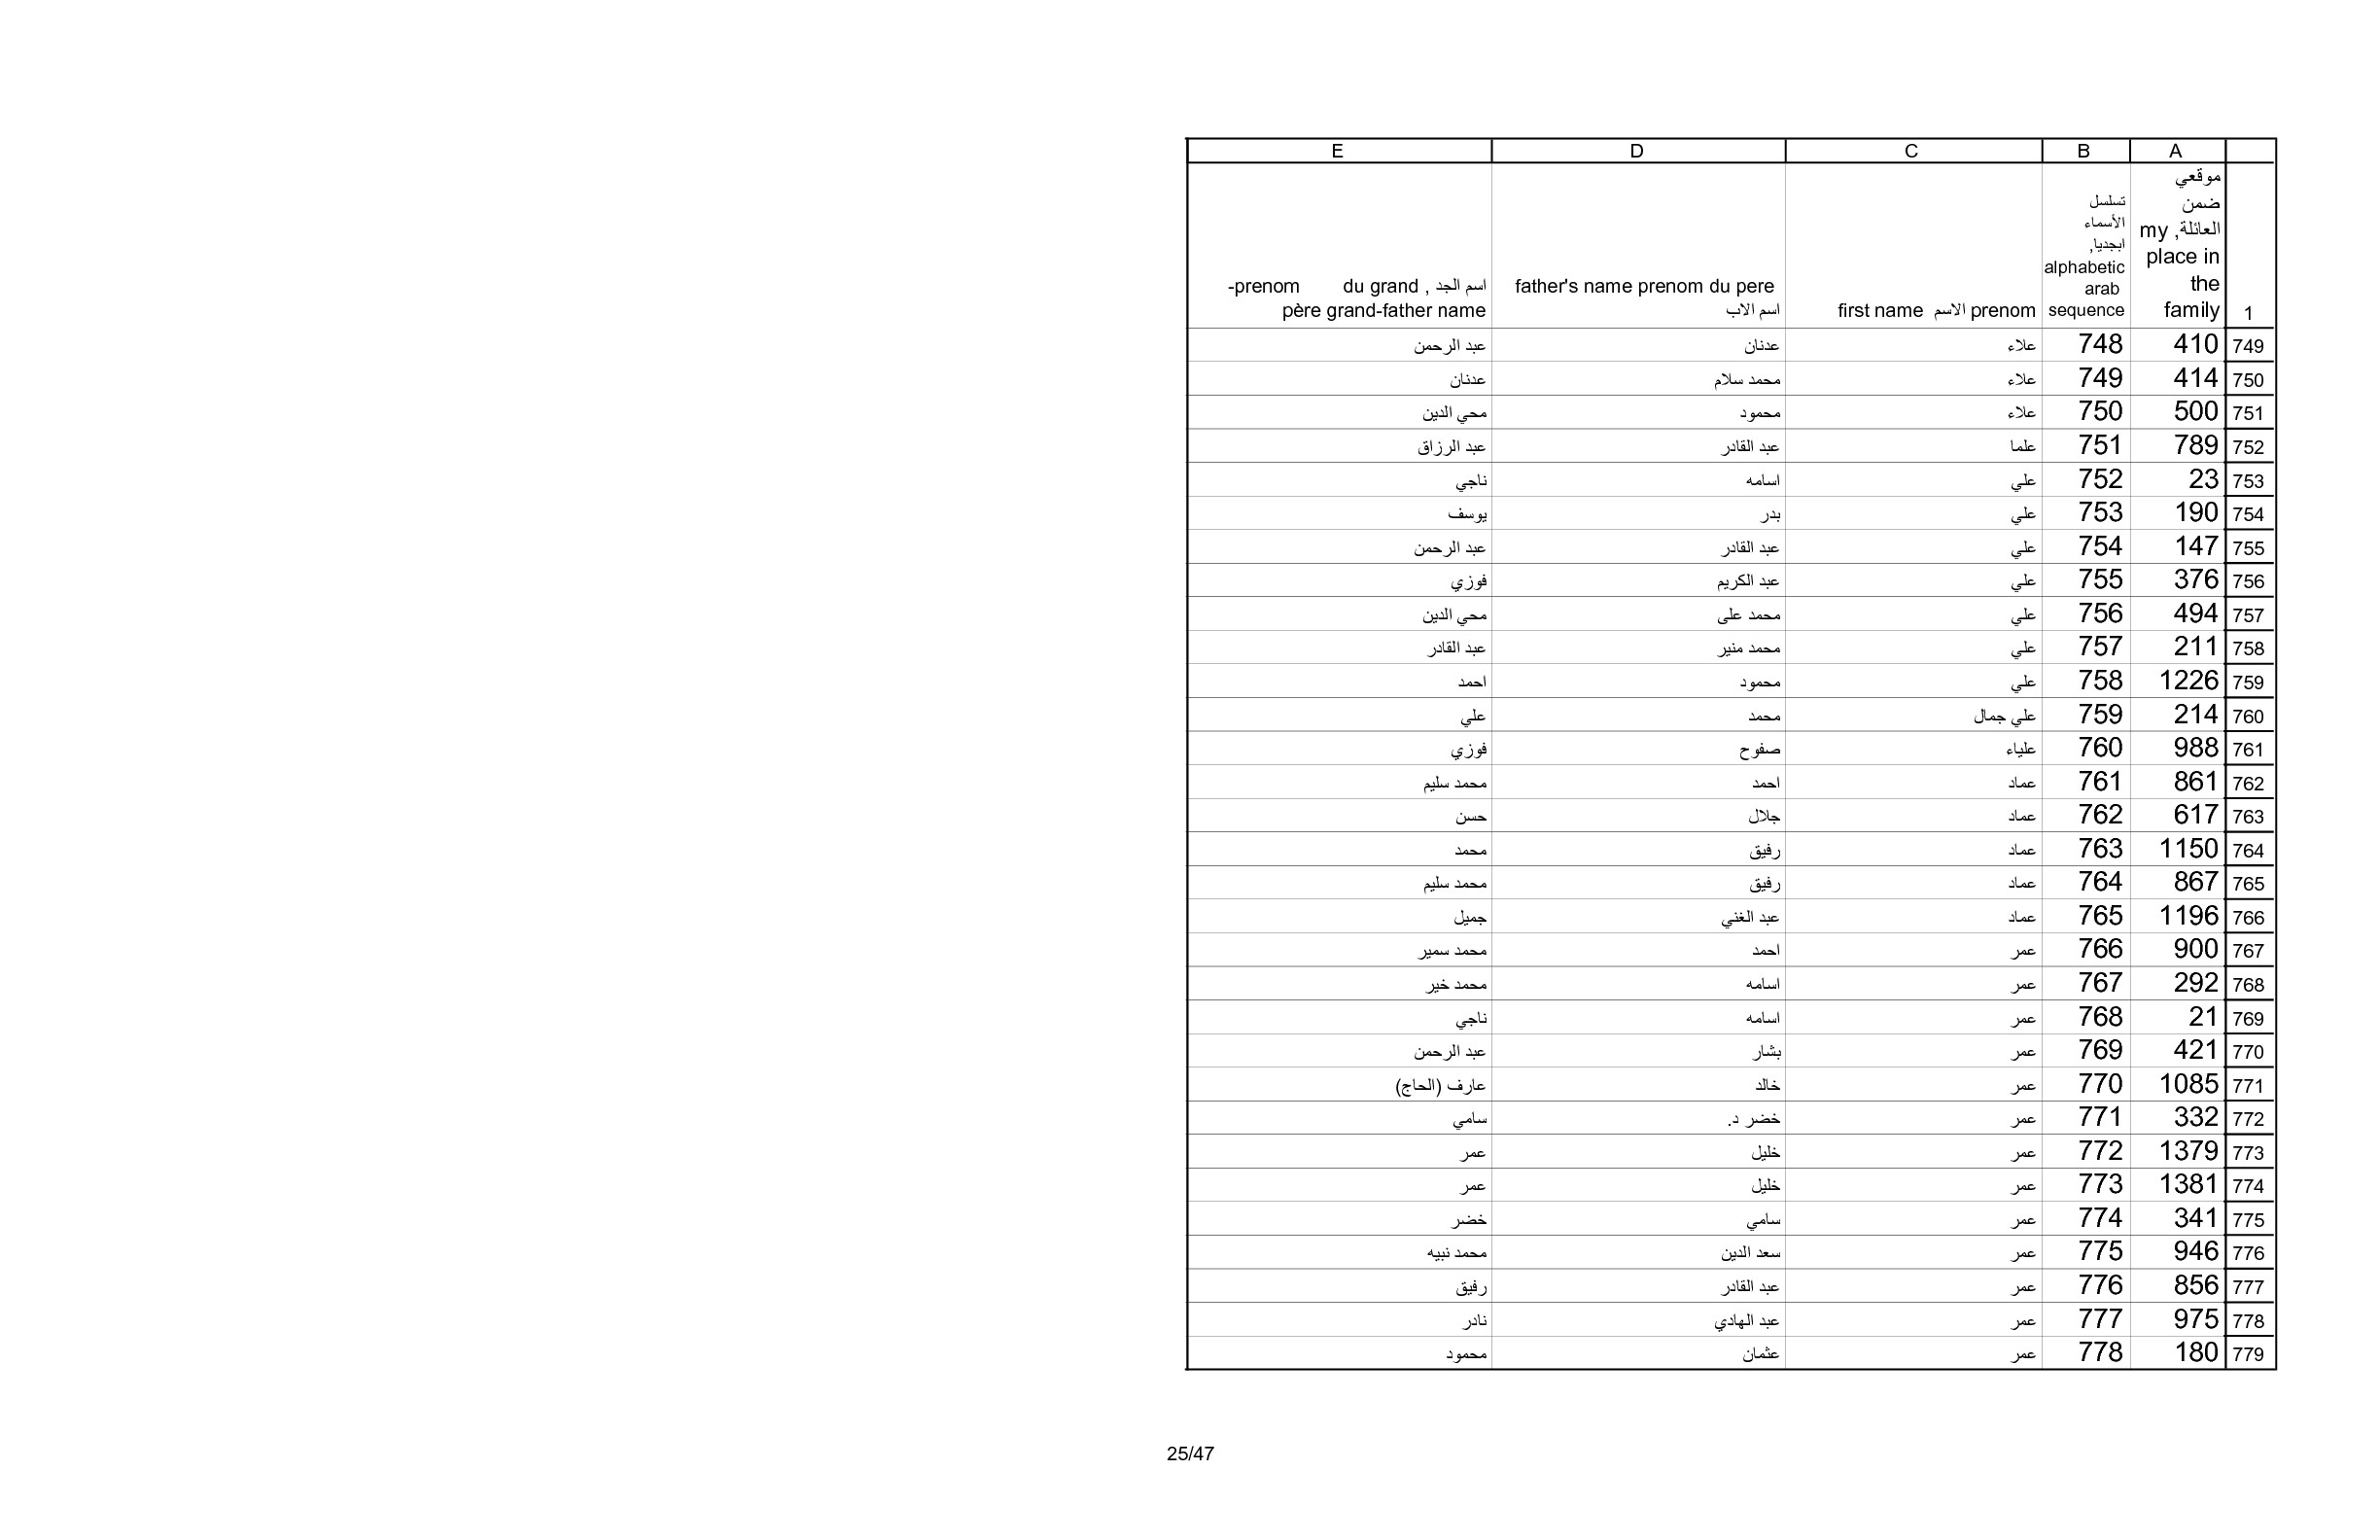 A B C D E
1 موقعي ضمن العائلة, my place in the family تسلسل الأسماء ابجديا, alphabetic arab sequence first name الاسم prenom father's name prenom du pere اسم الاب اسم الجد , du grand -prenom père grand-father name
749 410 748 علاء عدنان عبد الرحمن
750 414 749 علاء محمد سلام عدنان
751 500 750 علاء محمود محي الدين
752 789 751 علما عبد القادر عبد الرزاق
753 23 752 علي اسامه ناجي
754 190 753 علي بدر يوسف
755 147 754 علي عبد القادر عبد الرحمن
756 376 755 علي عبد الكريم فوزي
757 494 756 علي محمد على محي الدين
758 211 757 علي محمد منير عبد القادر
759 1226 758 علي محمود احمد
760 214 759 علي جمال محمد علي
761 988 760 علياء صفوح فوزي
762 861 761 عماد احمد محمد سليم
763 617 762 عماد جلال حسن
764 1150 763 عماد رفيق محمد
765 867 764 عماد رفيق محمد سليم
766 1196 765 عماد عبد الغني جميل
767 900 766 عمر احمد محمد سمير
768 292 767 عمر اسامه محمد خير
769 21 768 عمر اسامه ناجي
770 421 769 عمر بشار عبد الرحمن
771 1085 770 عمر خالد عارف (الحاج)
772 332 771 عمر خضر د. سامي
773 1379 772 عمر خليل عمر
774 1381 773 عمر خليل عمر
775 341 774 عمر سامي خضر
776 946 775 عمر سعد الدين محمد نبيه
777 856 776 عمر عبد القادر رفيق
778 975 777 عمر عبد الهادي نادر
779 180 778 عمر عثمان محمود
25/47